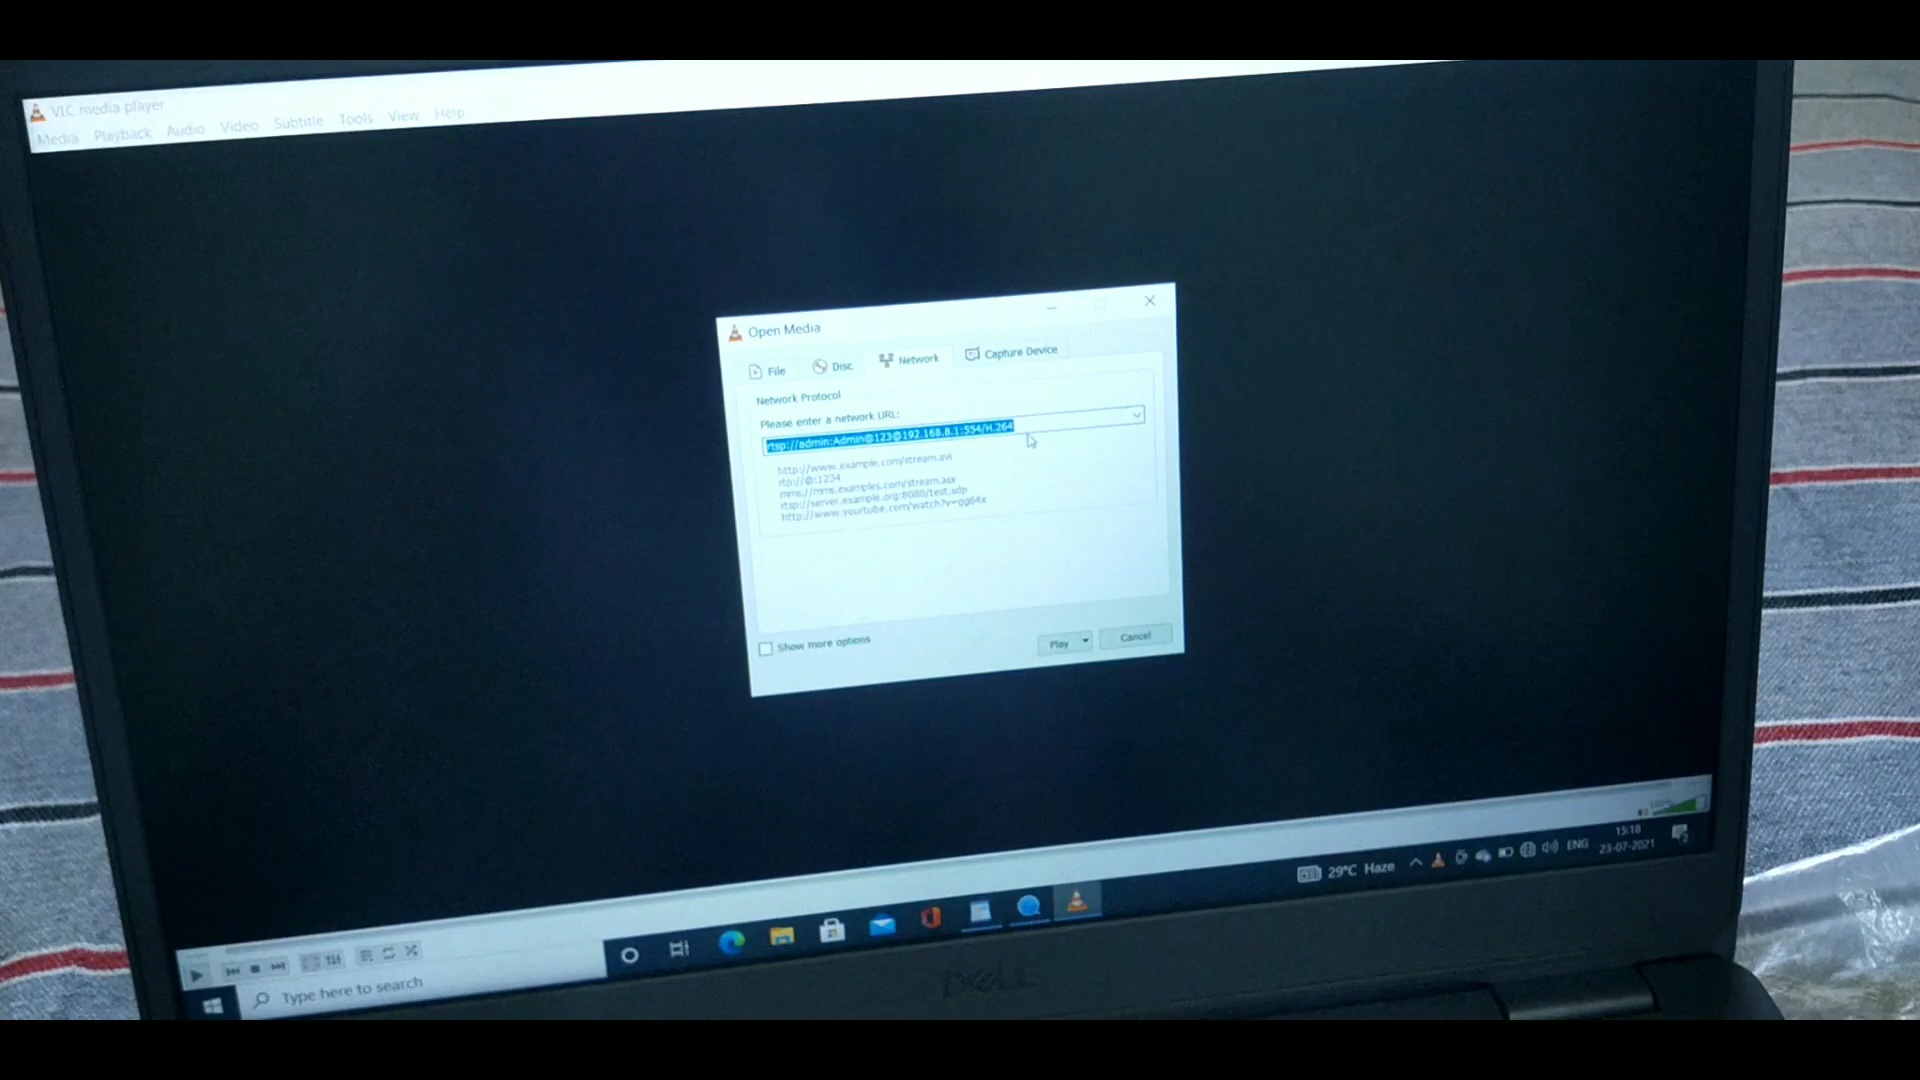 VLC media player
Media Playback Audio Video Subtitle Tools View Help
Open Media
File Disc Network Capture Device
Network Protocol
Please enter a network URL:
rtsp://admin:Admin@123@192.168.8.1:554/H.264
http://www.example.com/stream.avi
rtp://@:1234
mms://mms.examples.com/stream.asx
rtsp://server.example.org:8080/test.sdp
http://www.yourtube.com/watch?v=gg64x
Show more options
Play Cancel
100%
29°C Haze ENG 15:18
23-07-2021
2
Type here to search
DELL